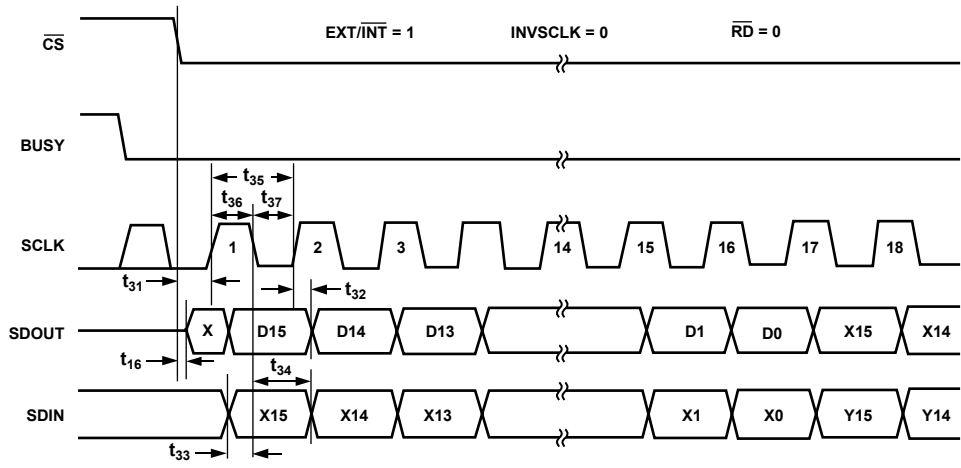 CS EXT/INT = 1 INVSCLK = 0 RD = 0
BUSY
t35
t36 t37
SCLK 1 2 3 14 15 16 17 18
t31 t32
SDOUT X D15 D14 D13 D1 D0 X15 X14
t16 t34
SDIN X15 X14 X13 X1 X0 Y15 Y14
t33